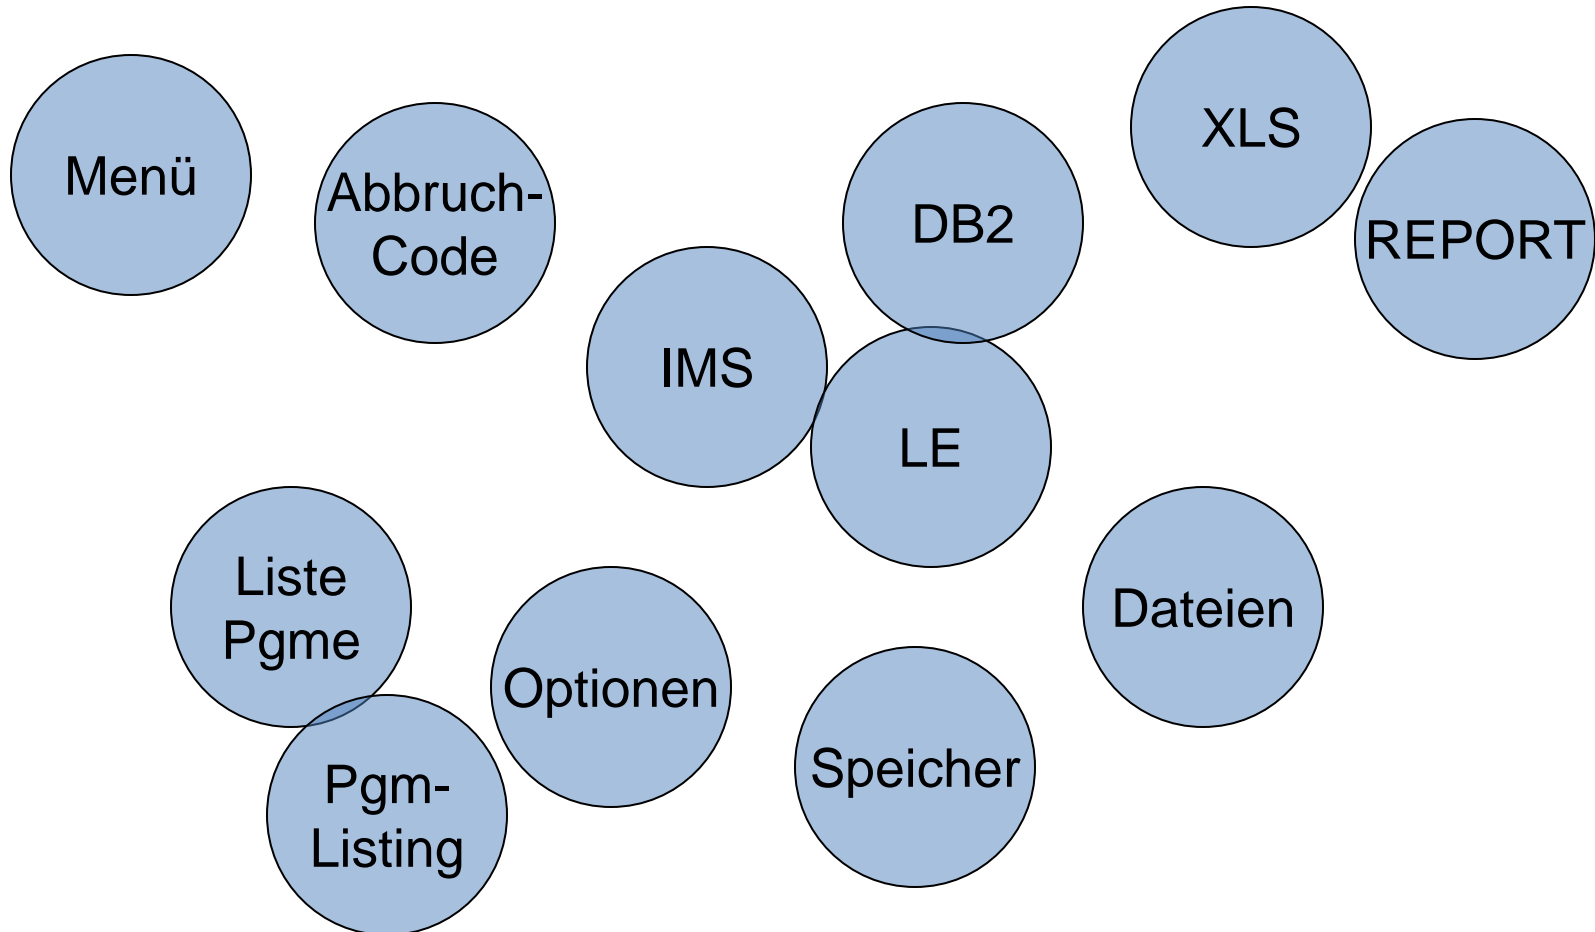 Menü
Abbruch-
Code
IMS
DB2
LE
XLS
REPORT
Liste
Pgme
Pgm-
Listing
Optionen
Speicher
Dateien